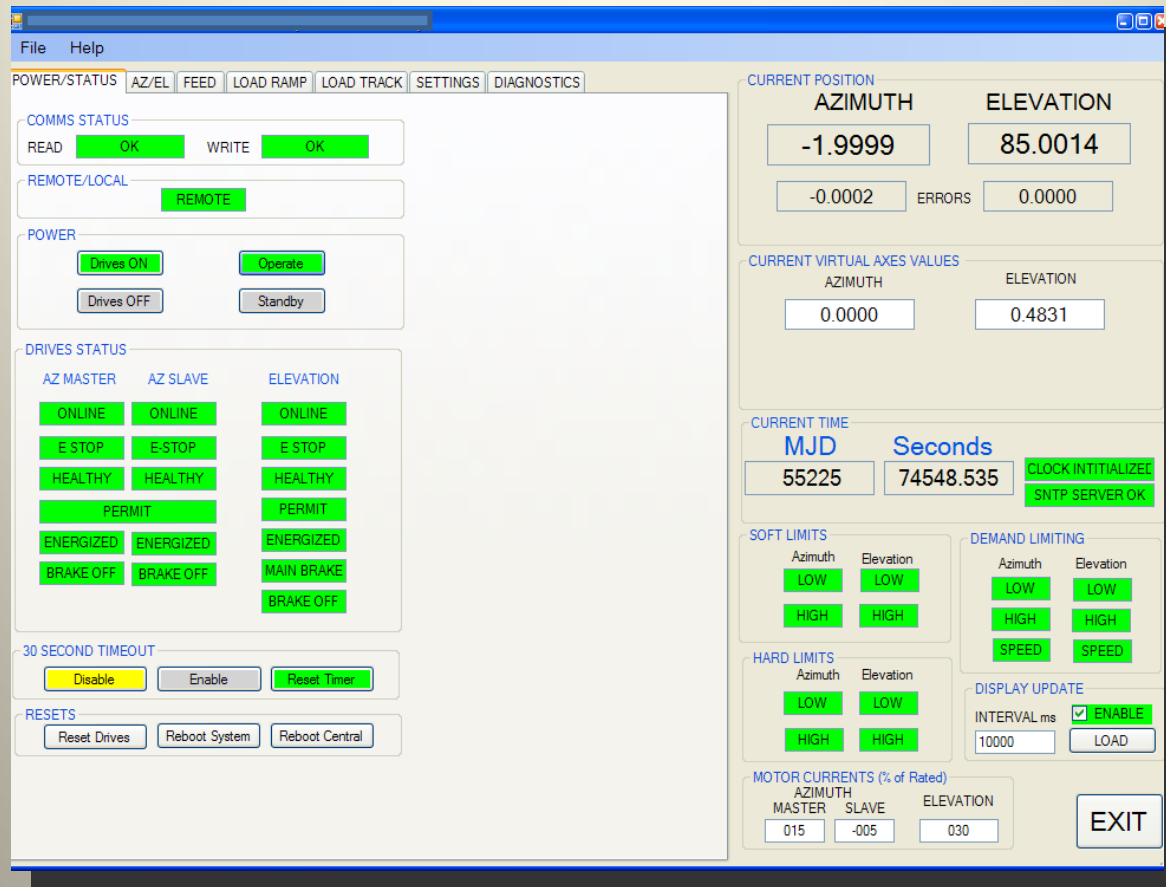 File Help
POWER/STATUS AZ/EL FEED LOAD RAMP LOAD TRACK SETTINGS DIAGNOSTICS
COMMS STATUS
READ OK WRITE OK
REMOTE/LOCAL
REMOTE
POWER
Drives ON Operate
Drives OFF Standby
DRIVES STATUS
AZ MASTER AZ SLAVE ELEVATION
ONLINE ONLINE ONLINE
E STOP E-STOP E STOP
HEALTHY HEALTHY HEALTHY
PERMIT PERMIT
ENERGIZED ENERGIZED ENERGIZED
BRAKE OFF BRAKE OFF MAIN BRAKE
BRAKE OFF
30 SECOND TIMEOUT
Disable Enable Reset Timer
RESETS
Reset Drives Reboot System Reboot Central
CURRENT POSITION
AZIMUTH ELEVATION
-1.9999 85.0014
-0.0002 ERRORS 0.0000
CURRENT VIRTUAL AXES VALUES
AZIMUTH ELEVATION
0.0000 0.4831
CURRENT TIME
MJD Seconds
55225 74548.535
CLOCK INTITIALIZED
SNTP SERVER OK
SOFT LIMITS
Azimuth Elevation
LOW LOW
HIGH HIGH
DEMAND LIMITING
Azimuth Elevation
LOW LOW
HIGH HIGH
SPEED SPEED
HARD LIMITS
Azimuth Elevation
LOW LOW
HIGH HIGH
DISPLAY UPDATE
INTERVAL ms ENABLE
10000 LOAD
MOTOR CURRENTS (% of Rated)
AZIMUTH
MASTER SLAVE ELEVATION
015 -005 030
EXIT